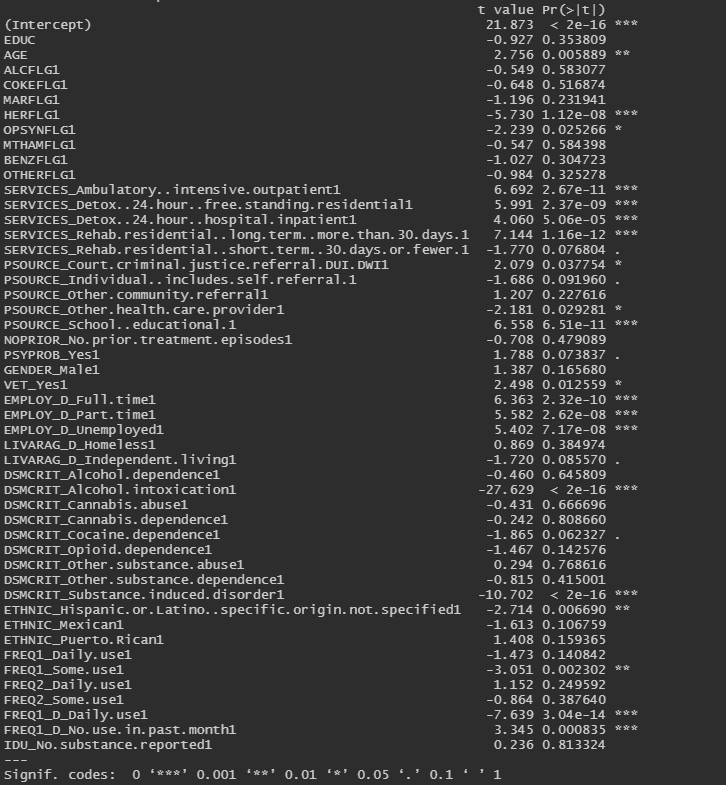 t value Pr(>|t|)
(Intercept) 21.873 < 2e-16 ***
EDUC -0.927 0.353809
AGE 2.756 0.005889 **
ALCFLG1 -0.549 0.583077
COKEFLG1 -0.648 0.516874
MARFLG1 -1.196 0.231941
HERFLG1 -5.730 1.12e-08 ***
OPSYNFLG1 -2.239 0.025266 *
MTHAMFLG1 -0.547 0.584398
BENZFLG1 -1.027 0.304723
OTHERFLG1 -0.984 0.325278
SERVICES_Ambulatory..intensive.outpatient1 6.692 2.67e-11 ***
SERVICES_Detox..24.hour..free.standing.residential1 5.991 2.37e-09 ***
SERVICES_Detox..24.hour..hospital.inpatient1 4.060 5.06e-05 ***
SERVICES_Rehab.residential..long.term..more.than.30.days.1 7.144 1.16e-12 ***
SERVICES_Rehab.residential..short.term..30.days.or.fewer.1 -1.770 0.076804 .
PSOURCE_Court.criminal.justice.referral.DUI.DWI1 2.079 0.037754 *
PSOURCE_Individual..includes.self.referral.1 -1.686 0.091960 .
PSOURCE_Other.community.referral1 1.207 0.227616
PSOURCE_Other.health.care.provider1 -2.181 0.029281 *
PSOURCE_School..educational.1 6.558 6.51e-11 ***
NOPRIOR_No.prior.treatment.episodes1 -0.708 0.479089
PSYPROB_Yes1 1.788 0.073837 .
GENDER_Male1 1.387 0.165680
VET_Yes1 2.498 0.012559 *
EMPLOY_D_Full.time1 6.363 2.32e-10 ***
EMPLOY_D_Part.time1 5.582 2.62e-08 ***
EMPLOY_D_Unemployed1 5.402 7.17e-08 ***
LIVARAG_D_Homeless1 0.869 0.384974
LIVARAG_D_Independent.living1 -1.720 0.085570 .
DSMCRIT_Alcohol.dependence1 -0.460 0.645809
DSMCRIT_Alcohol.intoxication1 -27.629 < 2e-16 ***
DSMCRIT_Cannabis.abuse1 -0.431 0.666696
DSMCRIT_Cannabis.dependence1 -0.242 0.808660
DSMCRIT_Cocaine.dependence1 -1.865 0.062327 .
DSMCRIT_Opioid.dependence1 -1.467 0.142576
DSMCRIT_Other.substance.abuse1 0.294 0.768616
DSMCRIT_Other.substance.dependence1 -0.815 0.415001
DSMCRIT_Substance.induced.disorder1 -10.702 < 2e-16 ***
ETHNIC_Hispanic.or.Latino..specific.origin.not.specified1 -2.714 0.006690 **
ETHNIC_Mexican1 -1.613 0.106759
ETHNIC_Puerto.Rican1 1.408 0.159365
FREQ1_Daily.use1 -1.473 0.140842
FREQ1_Some.use1 -3.051 0.002302 **
FREQ2_Daily.use1 1.152 0.249592
FREQ2_Some.use1 -0.864 0.387640
FREQ1_D_Daily.use1 -7.639 3.04e-14 ***
FREQ1_D_No.use.in.past.month1 3.345 0.000835 ***
IDU_No.substance.reported1 0.236 0.813324
---
Signif. codes: 0 ‘***’ 0.001 ‘**’ 0.01 ‘*’ 0.05 ‘.’ 0.1 ‘ ’ 1